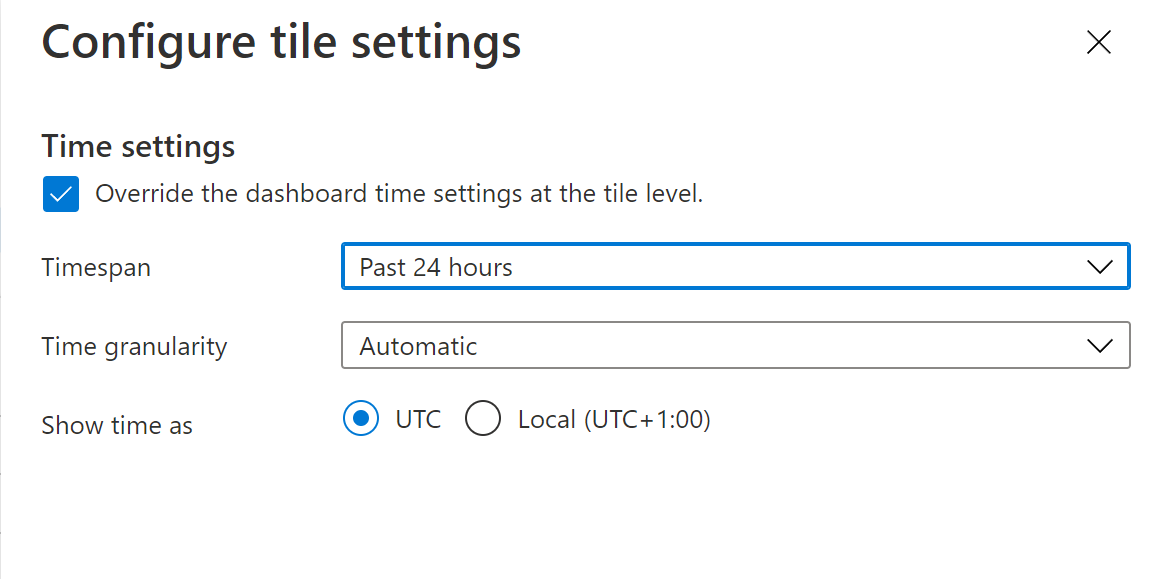 Configure tile settings
Time settings
Override the dashboard time settings at the tile level.
Timespan Past 24 hours
Time granularity Automatic
Show time as UTC Local (UTC+1:00)